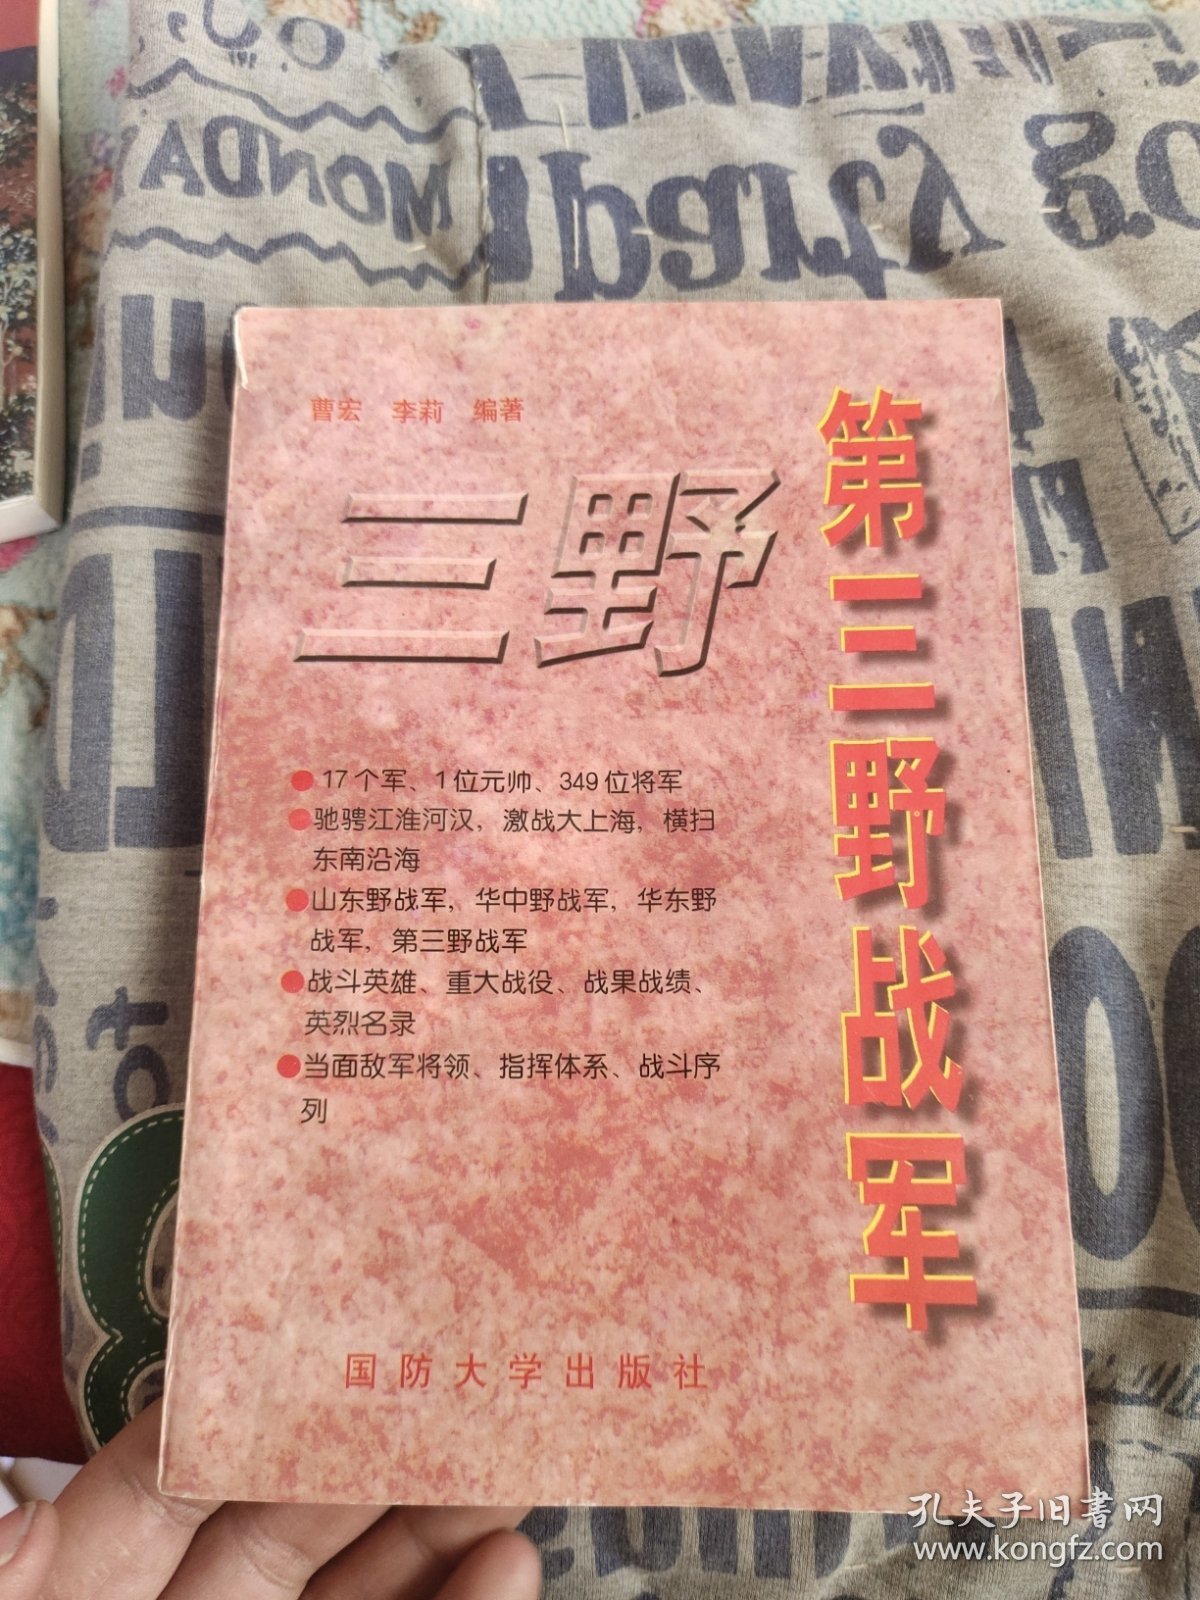 曹宏 李莉 编著
三野
第三野战军
●17个军、1位元帅、349位将军
●驰骋江淮河汉，激战大上海，横扫
东南沿海
●山东野战军，华中野战军，华东野
战军，第三野战军
●战斗英雄、重大战役、战果战绩、
英烈名录
●当面敌军将领、指挥体系、战斗序
列
国防大学出版社
MONDA
MONDA
孔夫子旧書网
www.kongfz.com